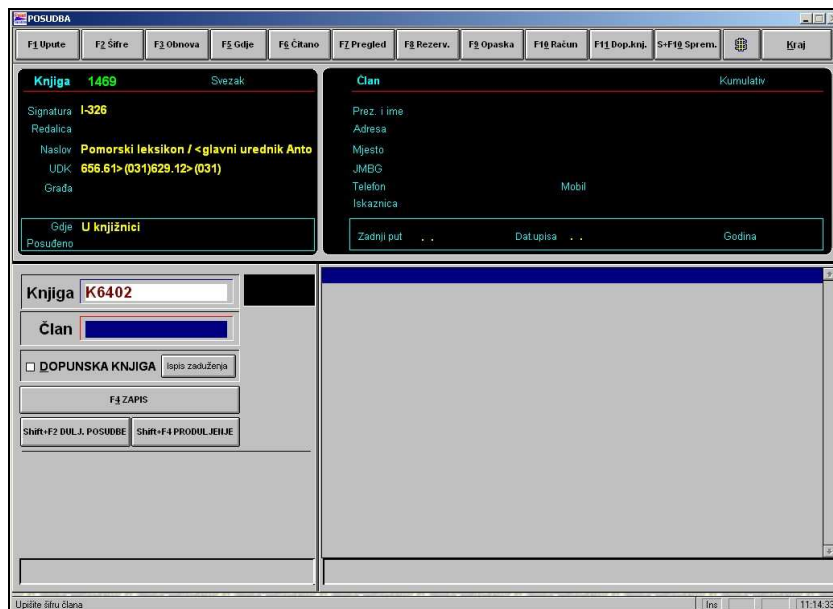 POSUDBA
F1 Upute F2 Šifre F3 Obnova F5 Gdje F6 Čitano F7 Pregled F8 Rezerv. F9 Opaska F10 Račun F11 Dop.knj. S+F10 Sprem. Kraj
Knjiga 1469 Svezak
Signatura I-326
Redalica
Naslov Pomorski leksikon / <glavni urednik Anto
UDK 656.61>(031)629.12>(031)
Građa
Gdje U knjižnici
Posuđeno
Član Kumulativ
Prez. i ime
Adresa
Mjesto
JMBG
Telefon Mobil
Iskaznica
Zadnji put . . Dat.upisa . . Godina
Knjiga K6402
Član
DOPUNSKA KNJIGA Ispis zaduženja
F4 ZAPIS
Shift+F2 DULJ. POSUDBE Shift+F4 PRODULJENJE
Upišite šifru člana Ins 11:14:33